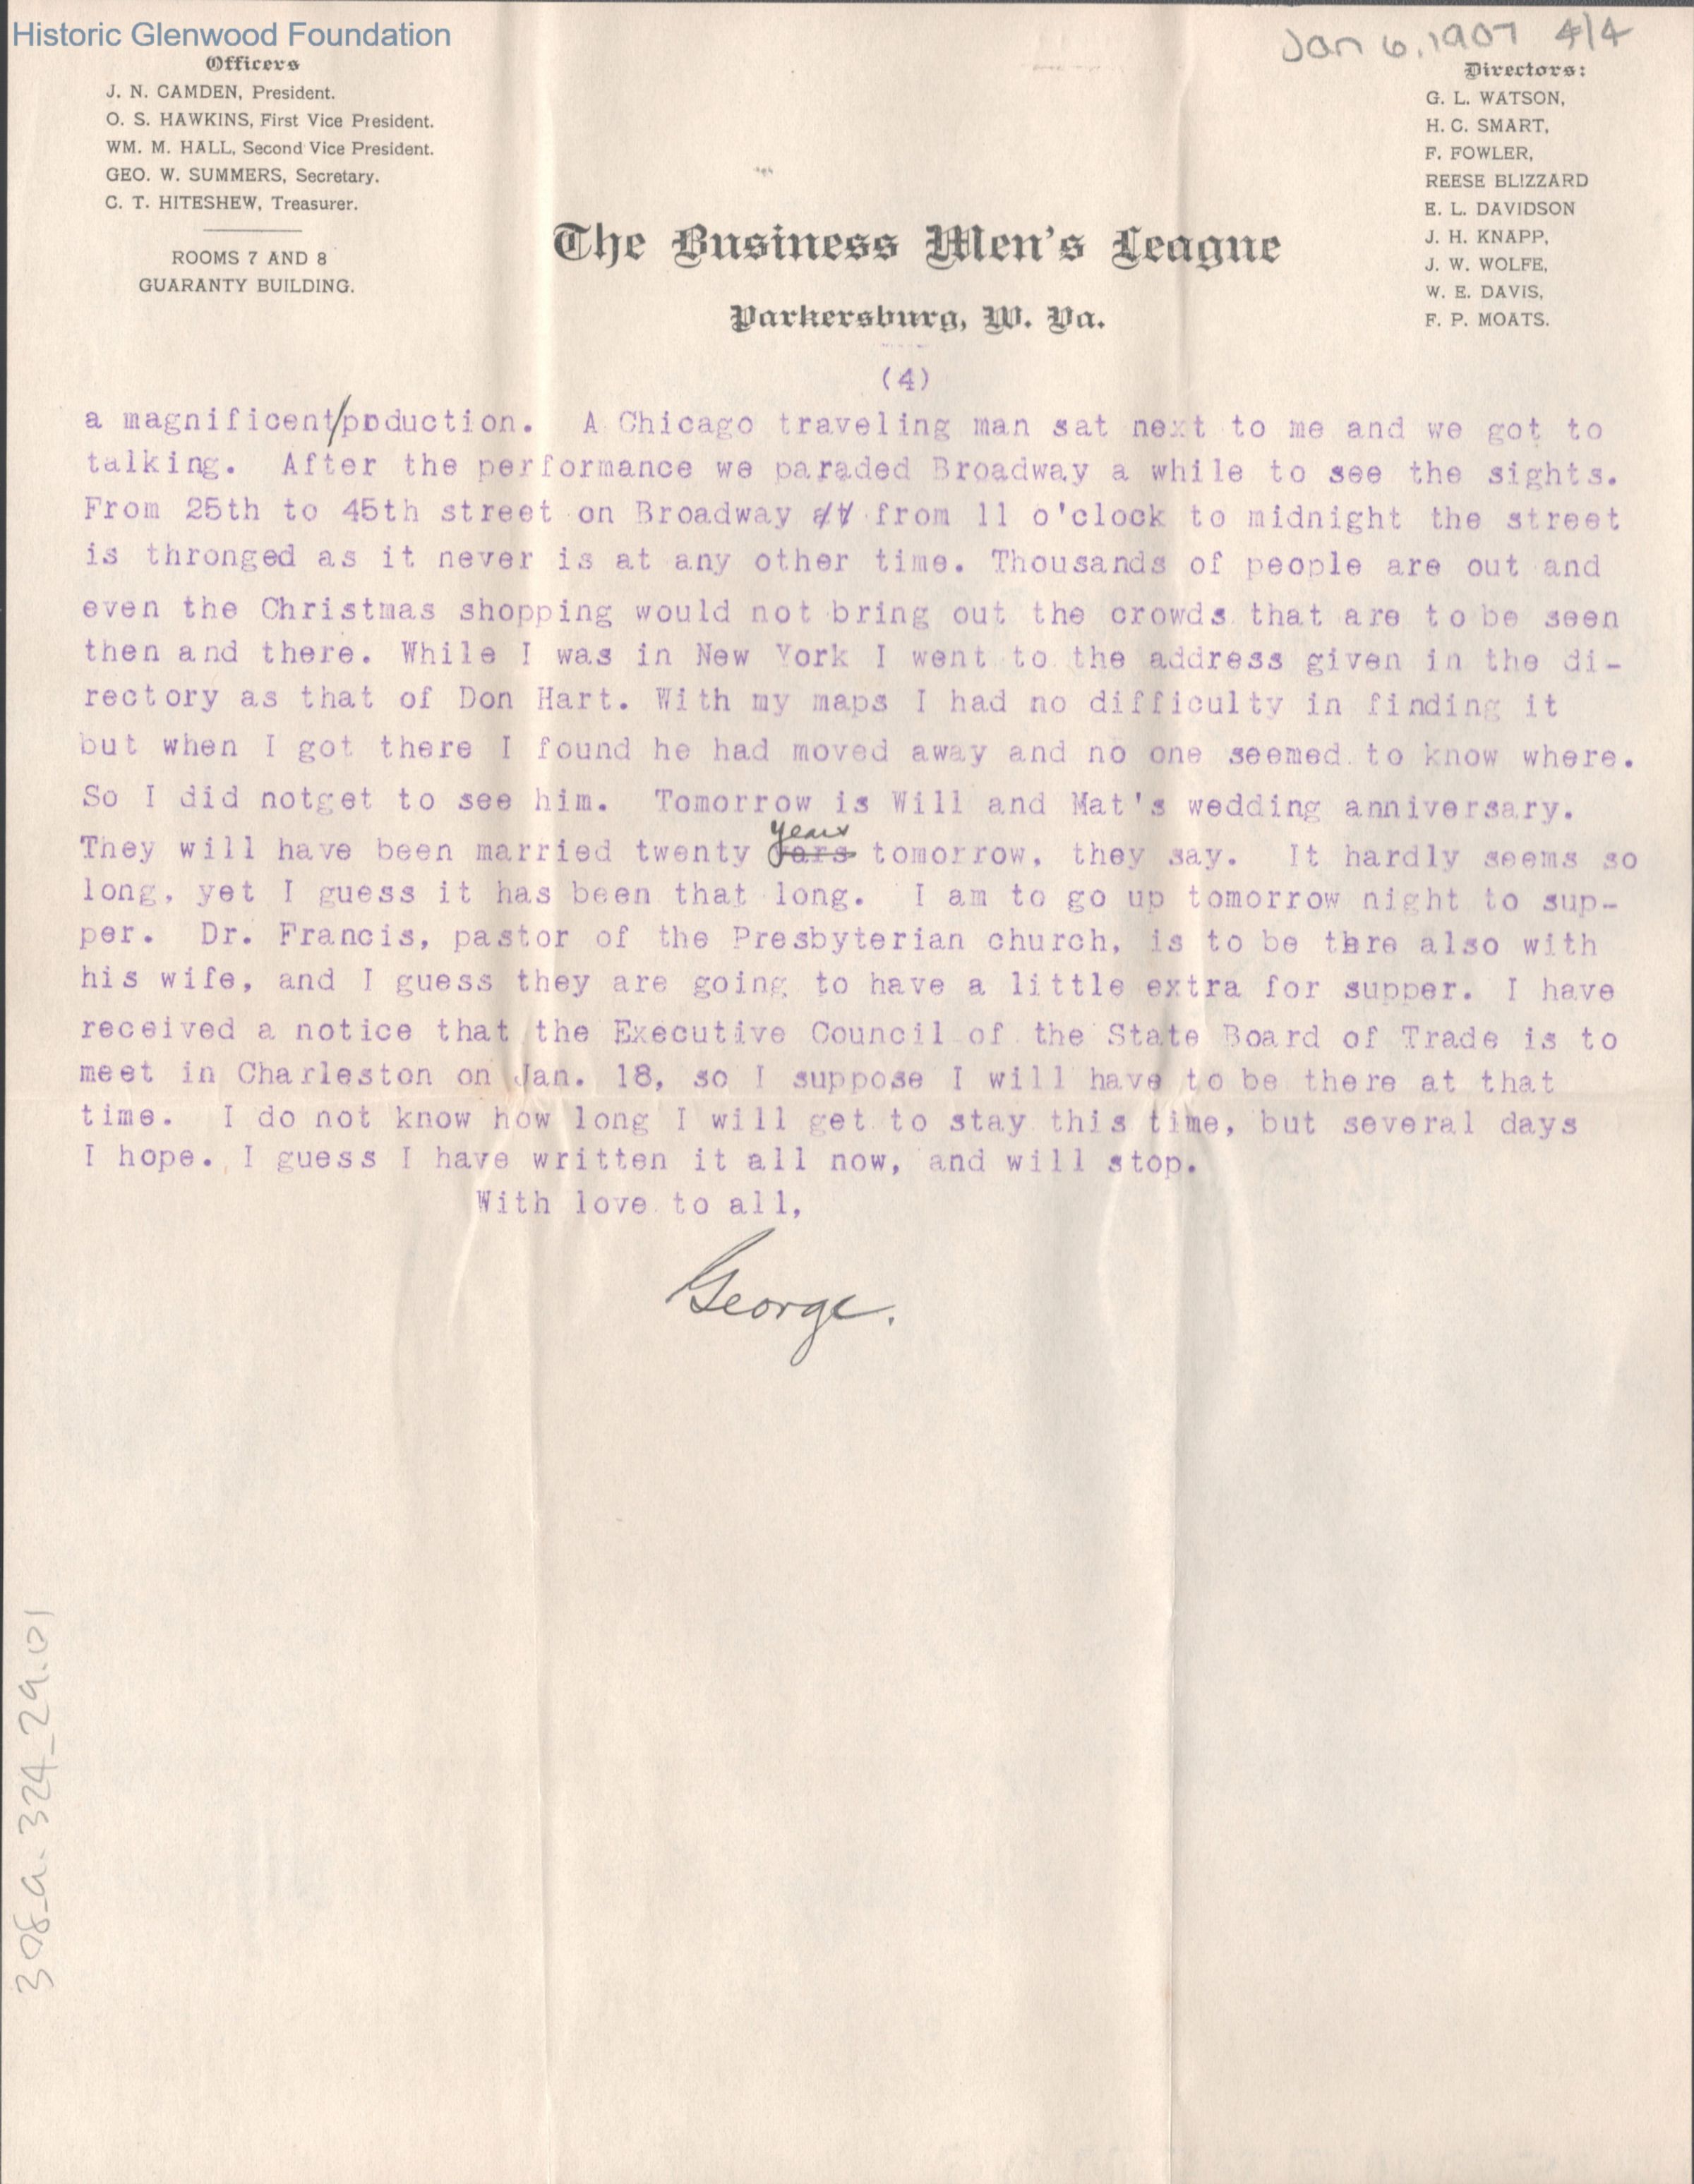 Historic Glenwood Foundation
Jan 6, 1907 4/4
Officers
J. N. CAMDEN, President.
O. S. HAWKINS, First Vice President.
WM. M. HALL, Second Vice President.
GEO. W. SUMMERS, Secretary.
C. T. HITESHEW, Treasurer.
ROOMS 7 AND 8
GUARANTY BUILDING.
The Business Men's League
Parkersburg, W. Va.
Directors:
G. L. WATSON,
H. C. SMART,
F. FOWLER,
REESE BLIZZARD
E. L. DAVIDSON
J. H. KNAPP,
J. W. WOLFE,
W. E. DAVIS,
F. P. MOATS.
(4)
a magnificent/production. A Chicago traveling man sat next to me and we got to
talking. After the performance we paraded Broadway a while to see the sights.
From 25th to 45th street on Broadway from 11 o'clock to midnight the street
is thronged as it never is at any other time. Thousands of people are out and
even the Christmas shopping would not bring out the crowds that are to be seen
then and there. While I was in New York I went to the address given in the di-
rectory as that of Don Hart. With my maps I had no difficulty in finding it
but when I got there I found he had moved away and no one seemed to know where.
So I did notget to see him. Tomorrow is Will and Mat's wedding anniversary.
They will have been married twenty years tomorrow, they say. It hardly seems so
long, yet I guess it has been that long. I am to go up tomorrow night to sup-
per. Dr. Francis, pastor of the Presbyterian church, is to be thre also with
his wife, and I guess they are going to have a little extra for supper. I have
received a notice that the Executive Council of the State Board of Trade is to
meet in Charleston on Jan. 18, so I suppose I will have to be there at that
time. I do not know how long I will get to stay this time, but several days
I hope. I guess I have written it all now, and will stop.
With love to all,
George.
308_a-324_29.01